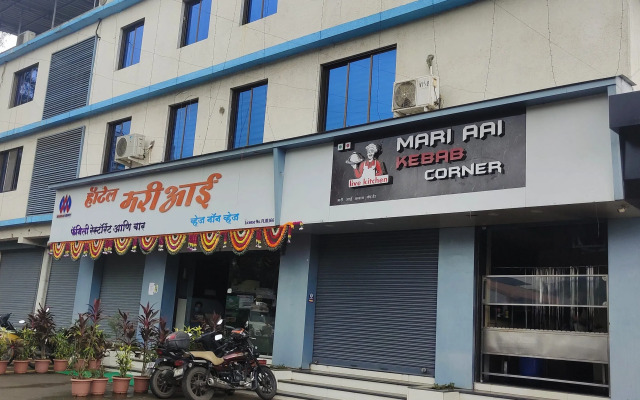 हॉटेल मरीआई
फॅमिली रेस्टॉरंट आणि बार
व्हेज नॉन व्हेज
MARI AAI
KEBAB
CORNER
live kitchen